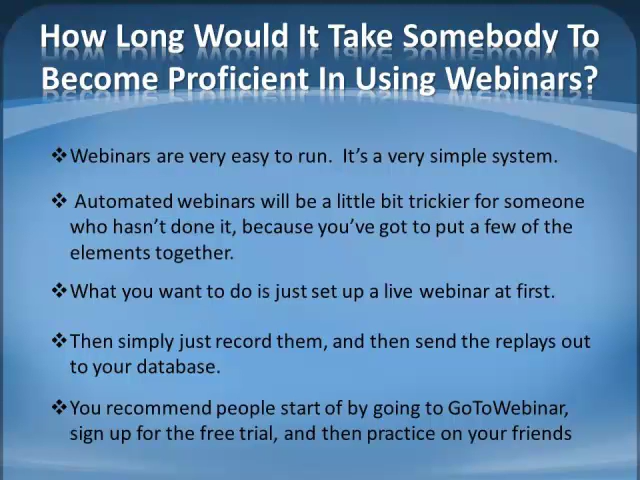 How Long Would It Take Somebody To
Become Proficient In Using Webinars?
❖Webinars are very easy to run.  It's a very simple system.
❖ Automated webinars will be a little bit trickier for someone
who hasn't done it, because you've got to put a few of the
elements together.
❖What you want to do is just set up a live webinar at first.
❖Then simply just record them, and then send the replays out
to your database.
❖You recommend people start of by going to GoToWebinar,
sign up for the free trial, and then practice on your friends